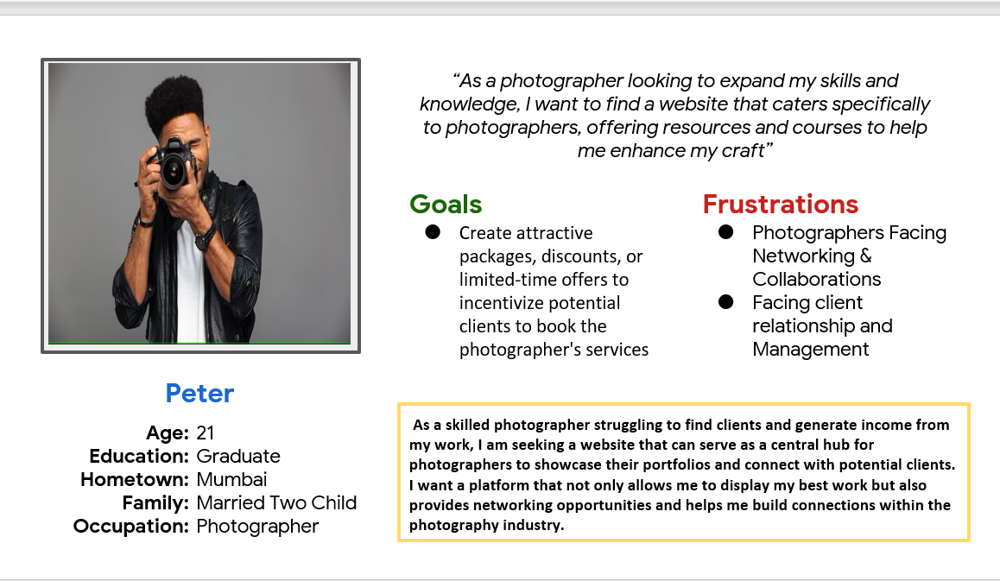 “As a photographer looking to expand my skills and
knowledge, I want to find a website that caters specifically
to photographers, offering resources and courses to help
me enhance my craft”
Goals
● Create attractive
packages, discounts, or
limited-time offers to
incentivize potential
clients to book the
photographer's services
Frustrations
● Photographers Facing
Networking &
Collaborations
● Facing client
relationship and
Management
Peter
Age: 21
Education: Graduate
Hometown: Mumbai
Family: Married Two Child
Occupation: Photographer
As a skilled photographer struggling to find clients and generate income from
my work, I am seeking a website that can serve as a central hub for
photographers to showcase their portfolios and connect with potential clients.
I want a platform that not only allows me to display my best work but also
provides networking opportunities and helps me build connections within the
photography industry.